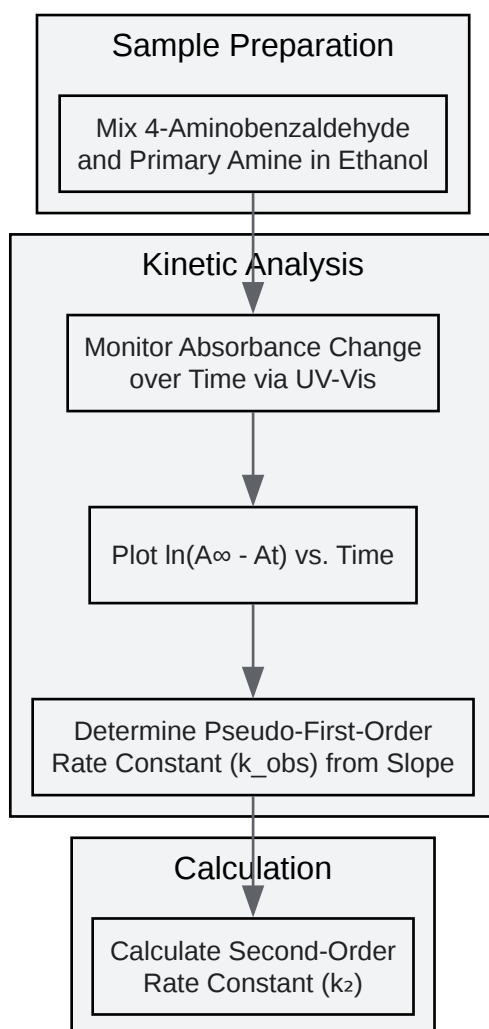 Sample Preparation
Mix 4-Aminobenzaldehyde
and Primary Amine in Ethanol
Kinetic Analysis
Monitor Absorbance Change
over Time via UV-Vis
Plot ln(A∞ - At) vs. Time
Determine Pseudo-First-Order
Rate Constant (k_obs) from Slope
Calculation
Calculate Second-Order
Rate Constant (k₂)